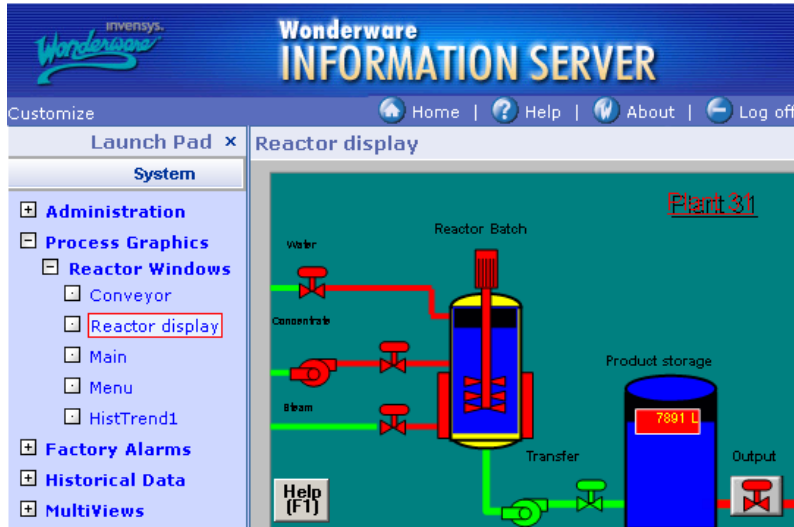 invensys.
Wonderware
Wonderware
INFORMATION SERVER
Customize
Home | Help | About | Log off
Launch Pad ×
Reactor display
System
Administration
Process Graphics
Reactor Windows
Conveyor
Reactor display
Main
Menu
HistTrend1
Factory Alarms
Historical Data
MultiViews
Plant 31
Reactor Batch
Water
Concentrate
Steam
Product storage
7891 L
Transfer
Output
Help
(F1)